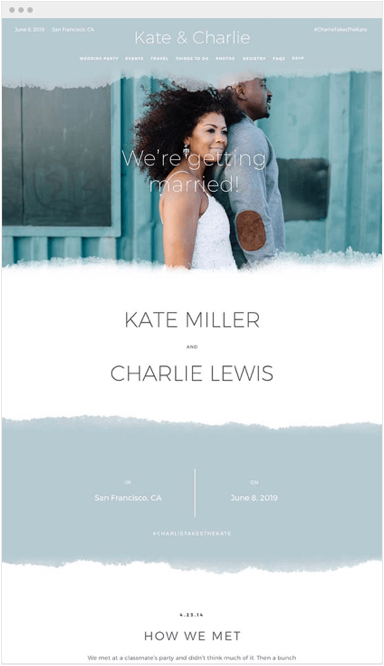 June 8, 2019 San Francisco, CA
Kate & Charlie
#CharlieTakesTheKate
WEDDING PARTY EVENTS TRAVEL THINGS TO DO PHOTOS REGISTRY FAQS RSVP
We're getting
married!
KATE MILLER
AND
CHARLIE LEWIS
IN
San Francisco, CA
ON
June 8, 2019
#CHARLIETAKESTHEKATE
4.23.14
HOW WE MET
We met at a classmate's party and didn't think much of it. Then a bunch